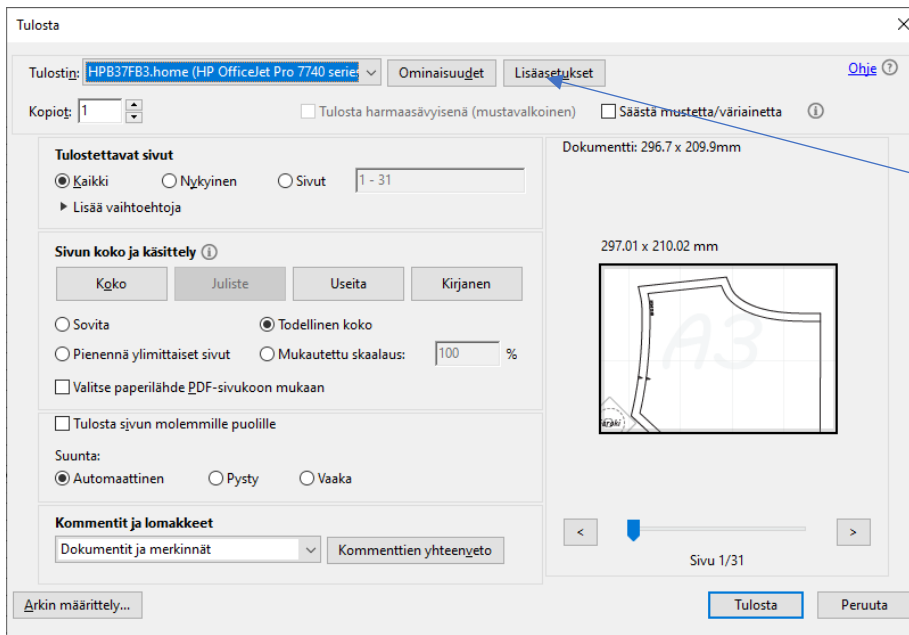 Tulosta
Tulostin: HPB37FB3.home (HP OfficeJet Pro 7740 series Ominaisuudet Lisäasetukset Ohje
Kopiot: 1 Tulosta harmaasävyisenä (mustavalkoinen) Säästä mustetta/väriainetta
Tulostettavat sivut
Kaikki Nykyinen Sivut 1 - 31
Lisää vaihtoehtoja
Sivun koko ja käsittely
Koko Juliste Useita Kirjanen
Sovita Todellinen koko
Pienennä ylimittaiset sivut Mukautettu skaalaus: 100 %
Valitse paperilähde PDF-sivukoon mukaan
Tulosta sivun molemmille puolille
Suunta:
Automaattinen Pysty Vaaka
Kommentit ja lomakkeet
Dokumentit ja merkinnät Kommenttien yhteenveto
Dokumentti: 296.7 x 209.9mm
297.01 x 210.02 mm
A3
< >
Sivu 1/31
Arkin määrittely... Tulosta Peruuta